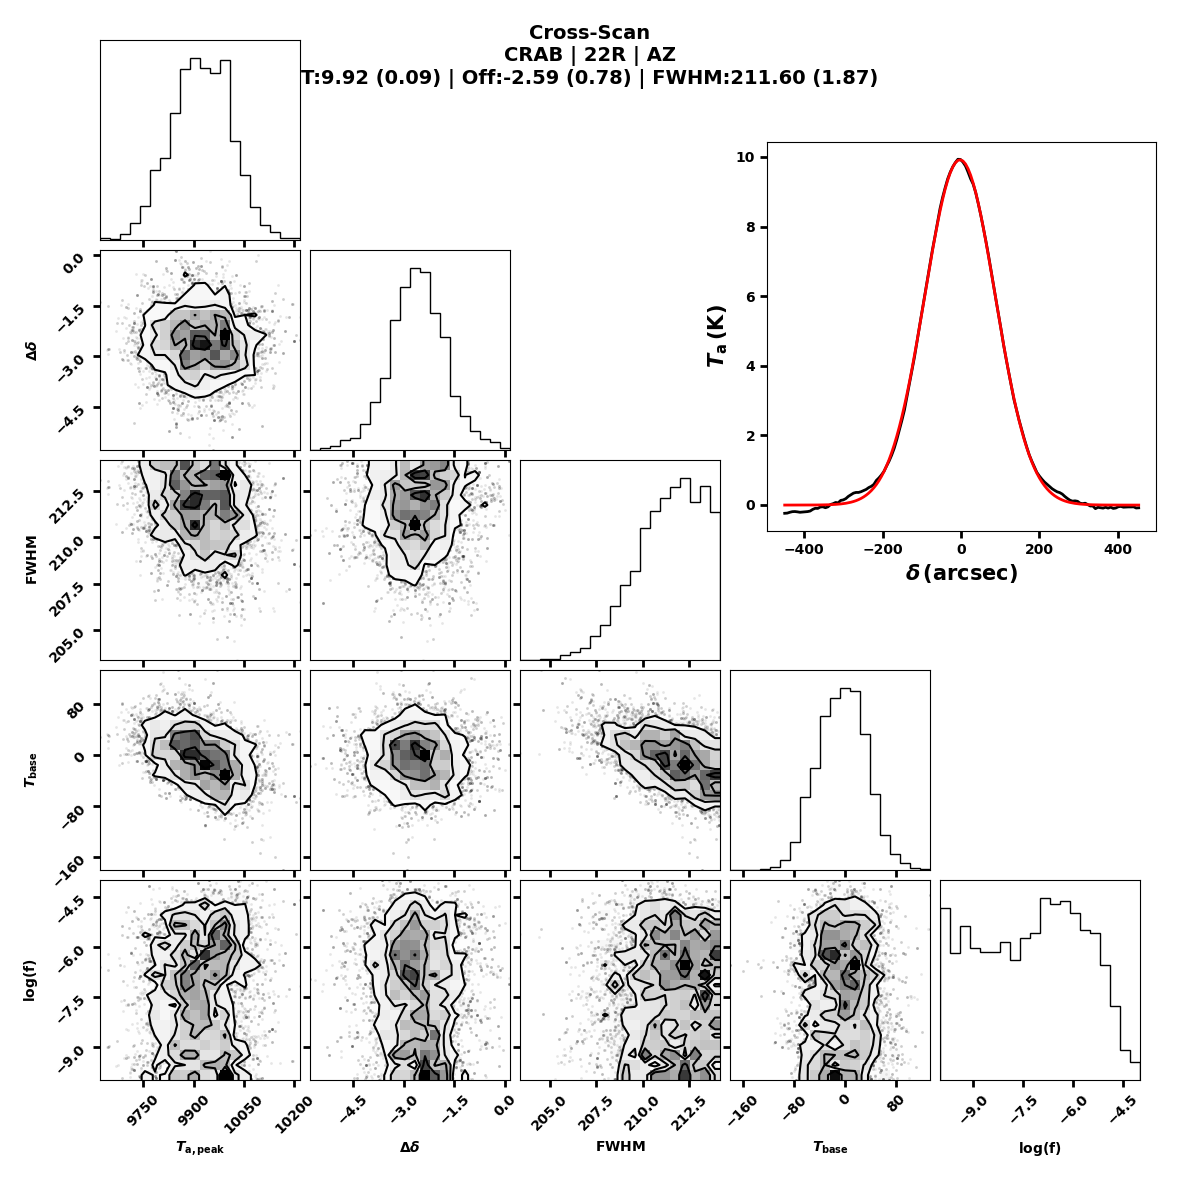 Cross-Scan
CRAB | 22R | AZ
T:9.92 (0.09) | Off:-2.59 (0.78) | FWHM:211.60 (1.87)
10
8
6
4
2
0
T_a (K)
−400 −200 0 200 400
δ (arcsec)
0.0
−1.5
−3.0
−4.5
Δδ
212.5
210.0
207.5
205.0
FWHM
80
0
−80
−160
T_base
−4.5
−6.0
−7.5
−9.0
log(f)
9750 9900 10050 10200 −4.5 −3.0 −1.5 0.0 205.0 207.5 210.0 212.5 −160 −80 0 80 −9.0 −7.5 −6.0 −4.5
T_a,peak Δδ FWHM T_base log(f)